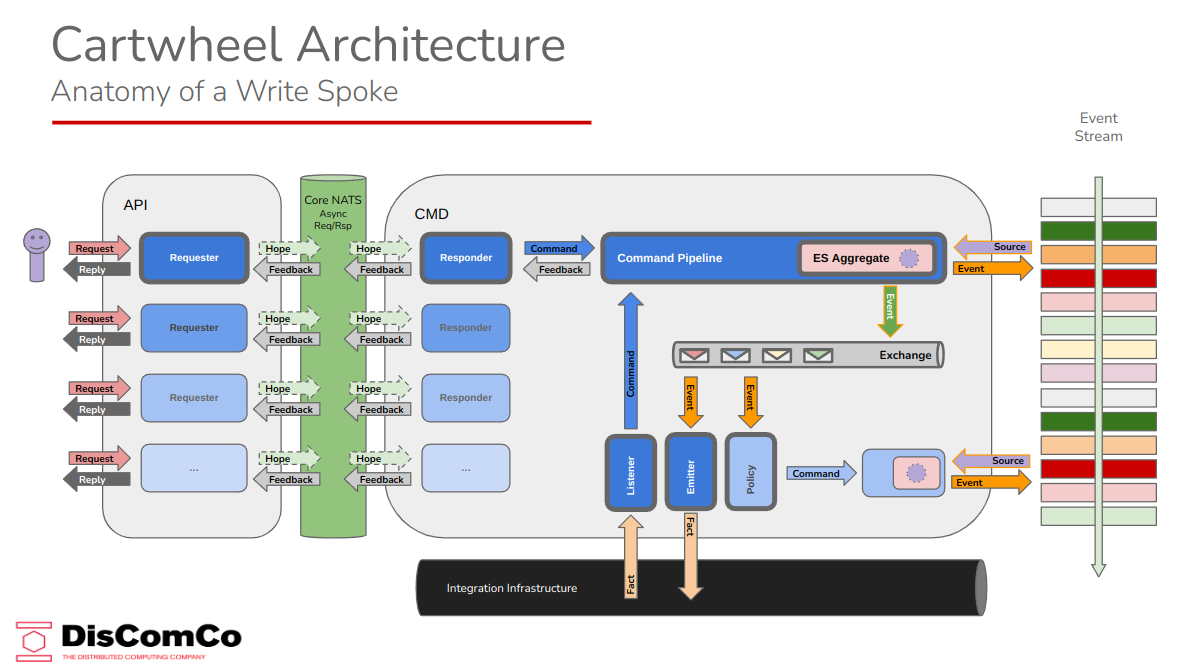 Cartwheel Architecture
Anatomy of a Write Spoke
Event
Stream
API
Core NATS
Async
Req/Rsp
CMD
Request
Reply
Requester
Hope
Feedback
Hope
Feedback
Responder
Command
Feedback
Command Pipeline
ES Aggregate
Source
Event
Event
Request
Reply
Requester
Hope
Feedback
Hope
Feedback
Responder
Exchange
Command
Event
Event
Request
Reply
Requester
Hope
Feedback
Hope
Feedback
Responder
Request
Reply
...
Hope
Feedback
Hope
Feedback
...
Listener
Emitter
Policy
Command
Source
Event
Fact
Fact
Integration Infrastructure
DisComCo
THE DISTRIBUTED COMPUTING COMPANY